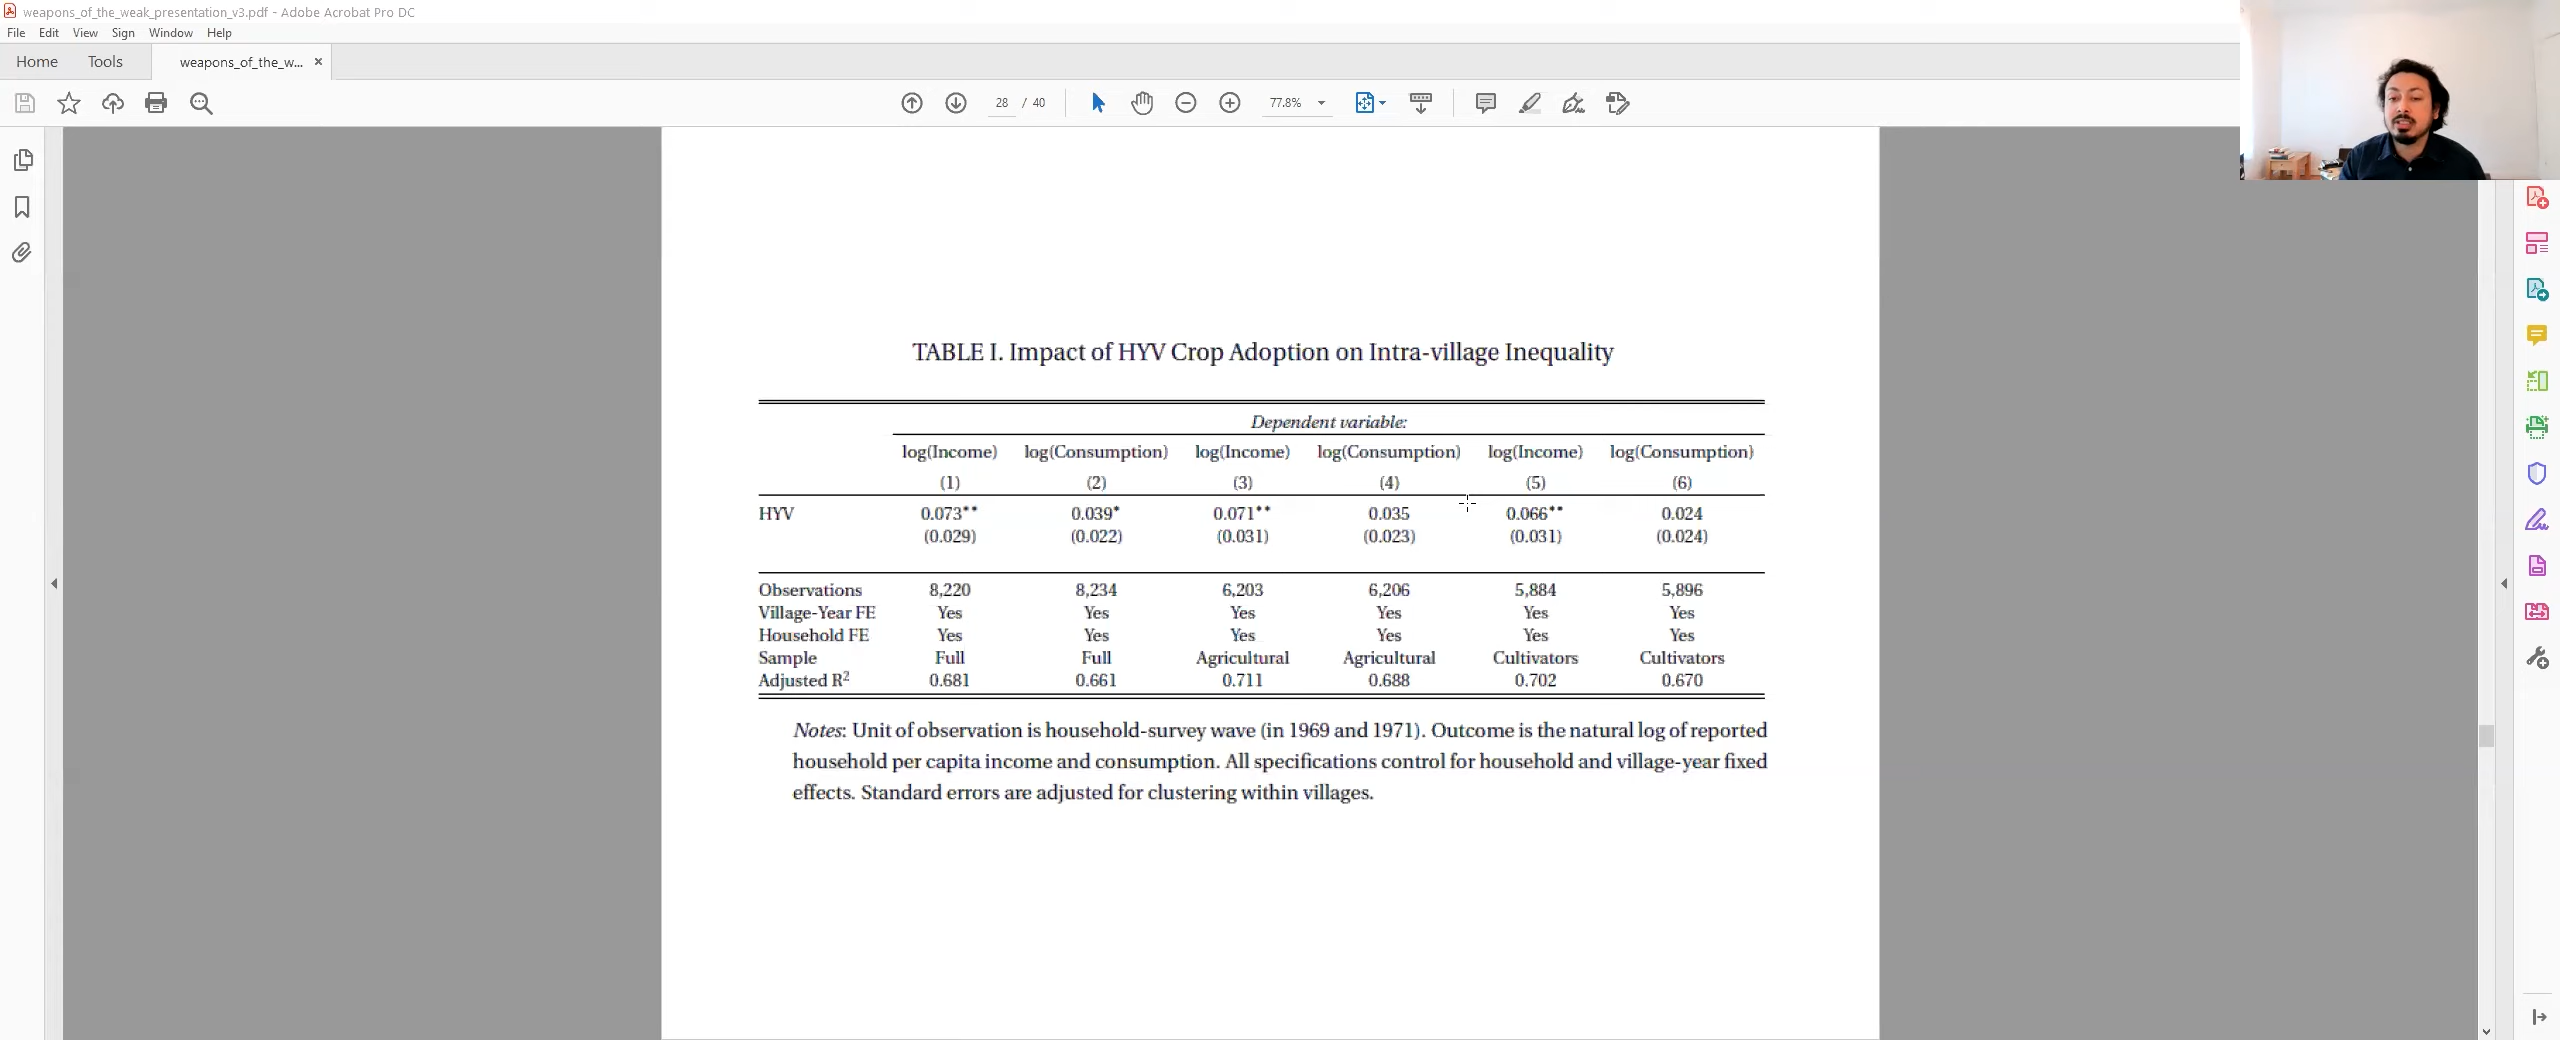 weapons_of_the_weak_presentation_v3.pdf - Adobe Acrobat Pro DC
File Edit View Sign Window Help
Home Tools weapons_of_the_w... ×
28 / 40 77.8%
TABLE I. Impact of HYV Crop Adoption on Intra-village Inequality
Dependent variable:
log(Income) log(Consumption) log(Income) log(Consumption) log(Income) log(Consumption)
(1) (2) (3) (4) (5) (6)
HYV 0.073** 0.039* 0.071** 0.035 0.066** 0.024
(0.029) (0.022) (0.031) (0.023) (0.031) (0.024)
Observations 8,220 8,234 6,203 6,206 5,884 5,896
Village-Year FE Yes Yes Yes Yes Yes Yes
Household FE Yes Yes Yes Yes Yes Yes
Sample Full Full Agricultural Agricultural Cultivators Cultivators
Adjusted R² 0.681 0.661 0.711 0.688 0.702 0.670
Notes: Unit of observation is household-survey wave (in 1969 and 1971). Outcome is the natural log of reported
household per capita income and consumption. All specifications control for household and village-year fixed
effects. Standard errors are adjusted for clustering within villages.